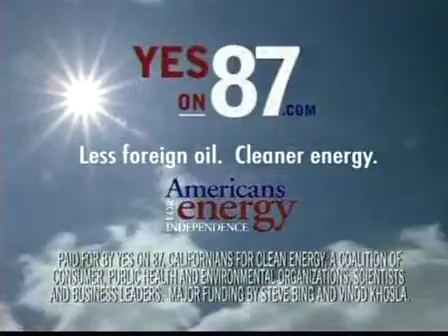 YES
ON 87.COM
Less foreign oil. Cleaner energy.
Americans
FOR energy
INDEPENDENCE
PAID FOR BY YES ON 87, CALIFORNIANS FOR CLEAN ENERGY, A COALITION OF
CONSUMER, PUBLIC HEALTH AND ENVIRONMENTAL ORGANIZATIONS, SCIENTISTS
AND BUSINESS LEADERS. MAJOR FUNDING BY STEVE BING AND VINOD KHOSLA.